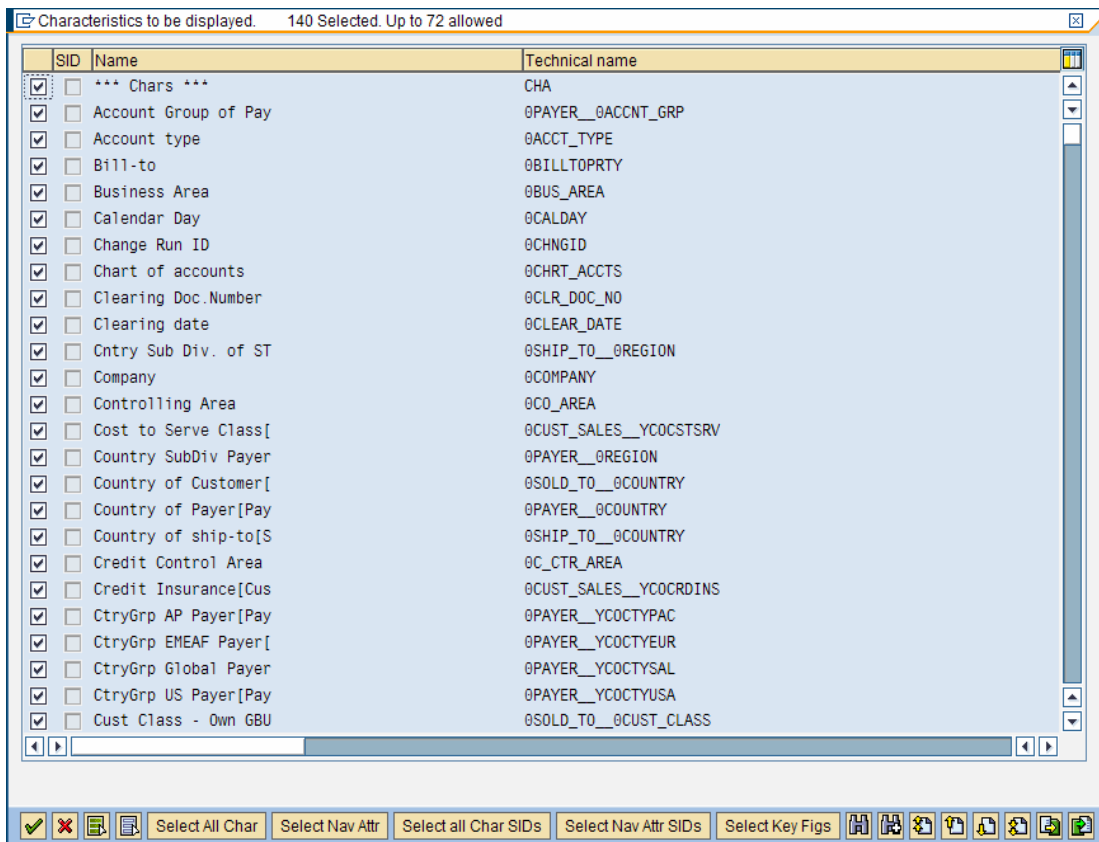 Characteristics to be displayed. 140 Selected. Up to 72 allowed
SID Name Technical name
*** Chars *** CHA
Account Group of Pay 0PAYER__0ACCNT_GRP
Account type 0ACCT_TYPE
Bill-to 0BILLTOPRTY
Business Area 0BUS_AREA
Calendar Day 0CALDAY
Change Run ID 0CHNGID
Chart of accounts 0CHRT_ACCTS
Clearing Doc.Number 0CLR_DOC_NO
Clearing date 0CLEAR_DATE
Cntry Sub Div. of ST 0SHIP_TO__0REGION
Company 0COMPANY
Controlling Area 0CO_AREA
Cost to Serve Class[ 0CUST_SALES__YCOCSTSRV
Country SubDiv Payer 0PAYER__0REGION
Country of Customer[ 0SOLD_TO__0COUNTRY
Country of Payer[Pay 0PAYER__0COUNTRY
Country of ship-to[S 0SHIP_TO__0COUNTRY
Credit Control Area 0C_CTR_AREA
Credit Insurance[Cus 0CUST_SALES__YCOCRDINS
CtryGrp AP Payer[Pay 0PAYER__YCOCTYPAC
CtryGrp EMEAF Payer[ 0PAYER__YCOCTYEUR
CtryGrp Global Payer 0PAYER__YCOCTYSAL
CtryGrp US Payer[Pay 0PAYER__YCOCTYUSA
Cust Class - Own GBU 0SOLD_TO__0CUST_CLASS
Select All Char Select Nav Attr Select all Char SIDs Select Nav Attr SIDs Select Key Figs